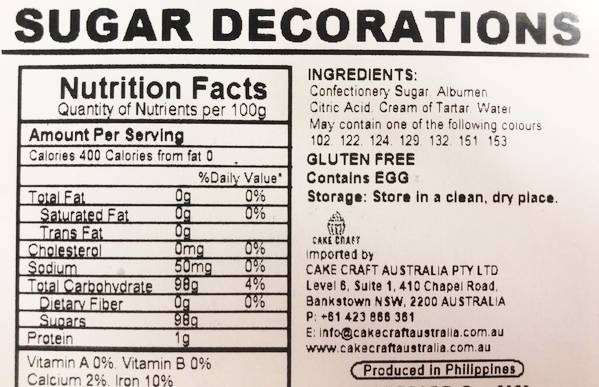 SUGAR DECORATIONS
Nutrition Facts
Quantity of Nutrients per 100g
Amount Per Serving
Calories 400 Calories from fat 0
%Daily Value*
Total Fat 0g 0%
Saturated Fat 0g 0%
Trans Fat 0g
Cholesterol 0mg 0%
Sodium 50mg 0%
Total Carbohydrate 98g 4%
Dietary Fiber 0g 0%
Sugars 98g
Protein 1g
Vitamin A 0%. Vitamin B 0%
Calcium 2%. Iron 10%
INGREDIENTS:
Confectionery Sugar. Albumen
Citric Acid. Cream of Tartar. Water
May contain one of the following colours
102. 122. 124. 129. 132. 151 153
GLUTEN FREE
Contains EGG
Storage: Store in a clean, dry place.
CAKE CRAFT
Imported by
CAKE CRAFT AUSTRALIA PTY LTD
Level 6, Suite 1, 410 Chapel Road,
Bankstown NSW, 2200 AUSTRALIA
P: +61 423 866 361
E: info@cakecraftaustralia.com.au
www.cakecraftaustralia.com.au
Produced in Philippines